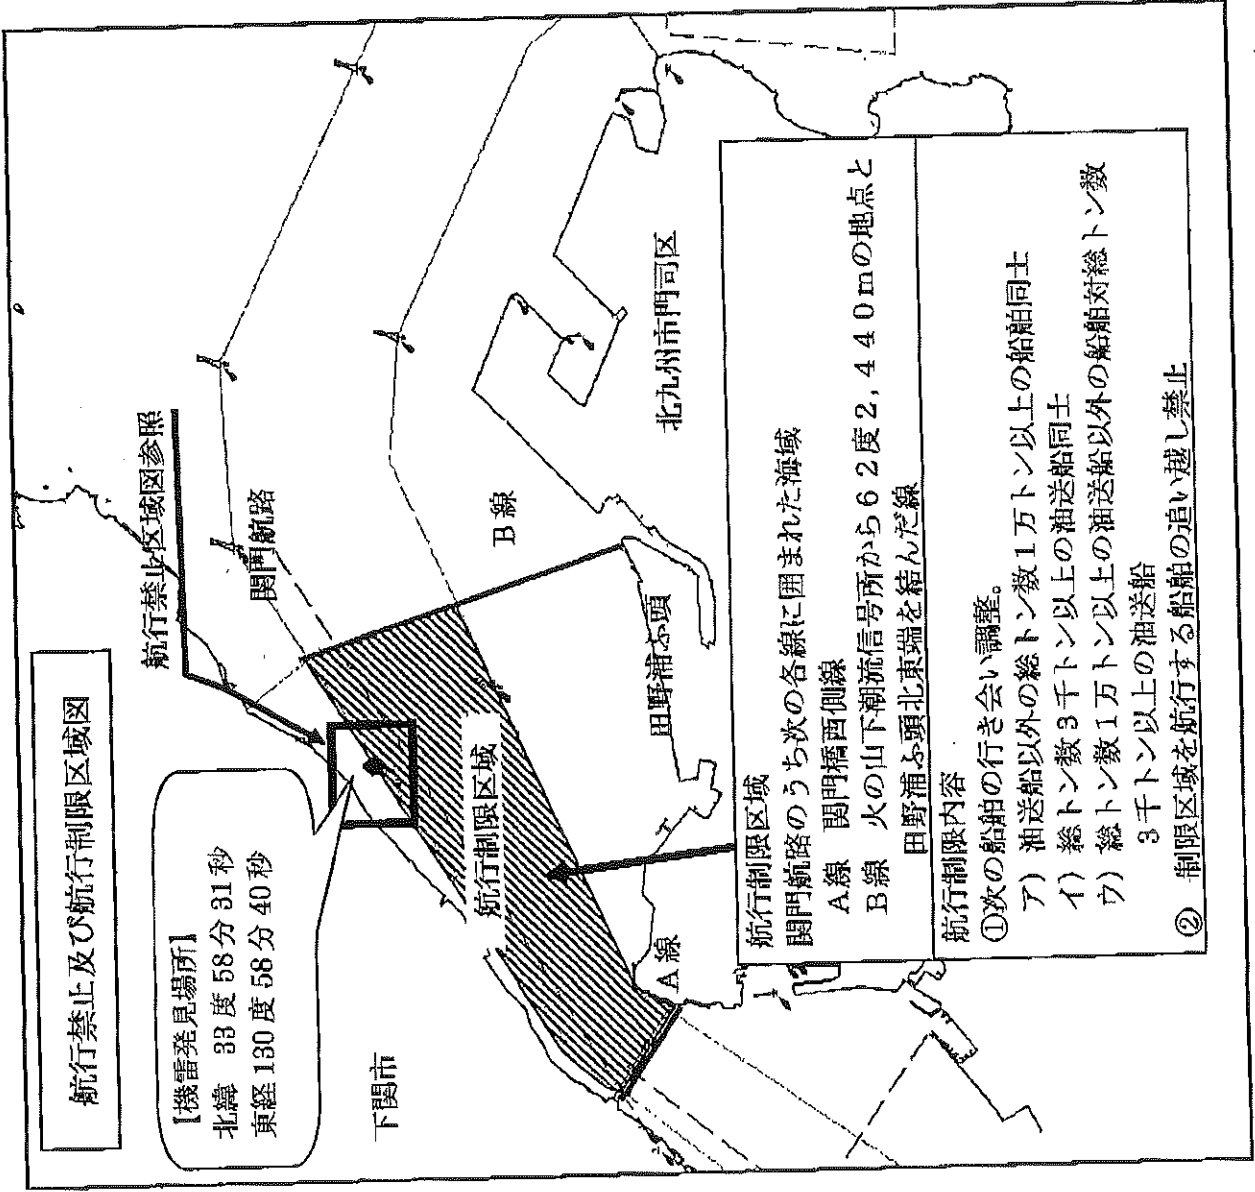 航行禁止及び航行制限区域図
【機雷発見場所】
北緯 33度58分31秒
東経130度58分40秒
航行禁止区域図参照
関門航路
下関市
航行制限区域
B線
田野浦ふ頭
A線
北九州市門司区
航行制限区域
関門航路のうち次の各線に囲まれた海域
A線 関門橋西側線
B線 火の山下潮流信号所から62度2,440mの地点と
田野浦ふ頭北東端を結んだ線
航行制限内容
①次の船舶の行き会い調整。
ア) 油送船以外の総トン数1万トン以上の船舶同士
イ) 総トン数3千トン以上の油送船同士
ウ) 総トン数1万トン以上の油送船以外の船舶対総トン数
3千トン以上の油送船
② 制限区域を航行する船舶の追い越し禁止